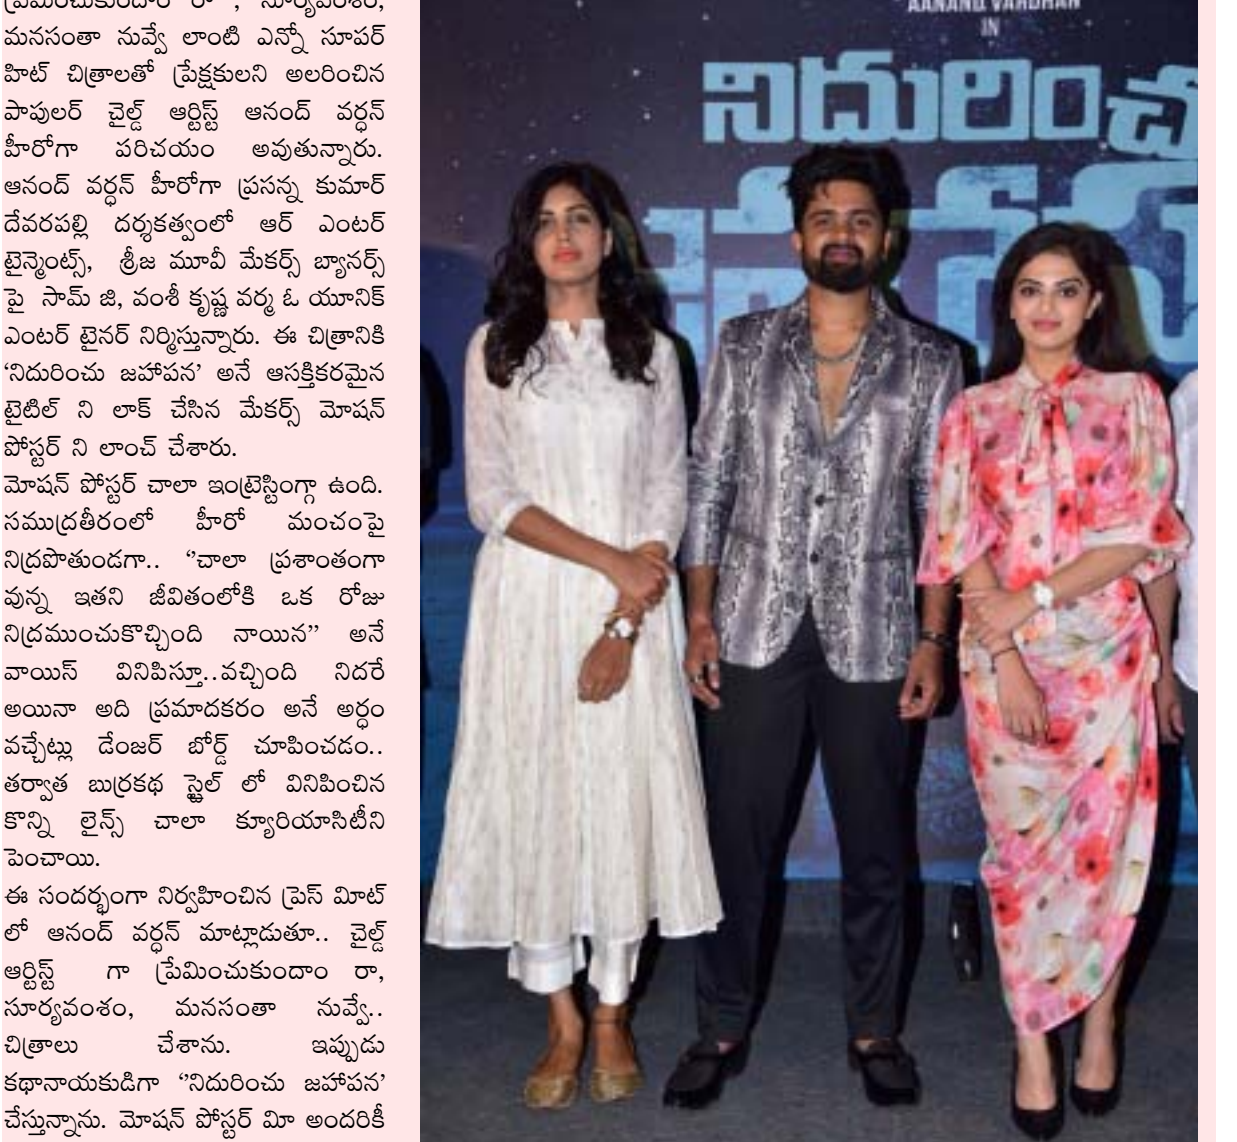 ప్రేమించుకుందాం రా , సూర్యవంశం,
మనసంతా నువ్వే లాంటి ఎన్నో సూపర్
హిట్ చిత్రాలతో ప్రేక్షకులని అలరించిన
పాపులర్ చైల్డ్ ఆర్టిస్ట్ ఆనంద్ వర్ధన్
హీరోగా పరిచయం అవుతున్నారు.
ఆనంద్ వర్ధన్ హీరోగా ప్రసన్న కుమార్
దేవరపల్లి దర్శకత్వంలో ఆర్ ఎంటర్
టైన్మెంట్స్, శ్రీజ మూవీ మేకర్స్ బ్యానర్స్
పై సామ్ జి, వంశీ కృష్ణ వర్మ ఓ యూనిక్
ఎంటర్ టైనర్ నిర్మిస్తున్నారు. ఈ చిత్రానికి
‘నిదురించు జహాపన’ అనే ఆసక్తికరమైన
టైటిల్ ని లాక్ చేసిన మేకర్స్ మోషన్
పోస్టర్ ని లాంచ్ చేశారు.
మోషన్ పోస్టర్ చాలా ఇంట్రెస్టింగ్గా ఉంది.
సముద్రతీరంలో హీరో మంచంపై
నిద్రపొతుండగా.. ‘‘చాలా ప్రశాంతంగా
వున్న ఇతని జీవితంలోకి ఒక రోజు
నిద్రముంచుకొచ్చింది నాయిన’’ అనే
వాయిస్ వినిపిస్తూ..వచ్చింది నిదరే
అయినా అది ప్రమాదకరం అనే అర్ధం
వచ్చేట్లు డేంజర్ బోర్డ్ చూపించడం..
తర్వాత బుర్రకథ స్టైల్ లో వినిపించిన
కొన్ని లైన్స్ చాలా క్యూరియాసిటీని
పెంచాయి.
ఈ సందర్భంగా నిర్వహించిన ప్రెస్ మీట్
లో ఆనంద్ వర్ధన్ మాట్లాడుతూ.. చైల్డ్
ఆర్టిస్ట్ గా ప్రేమించుకుందాం రా,
సూర్యవంశం, మనసంతా నువ్వే..
చిత్రాలు చేశాను. ఇప్పుడు
కథానాయకుడిగా ‘‘నిదురించు జహాపన’
చేస్తున్నాను. మోషన్ పోస్టర్ మీ అందరికీ
AANAND VARDHAN
IN
నిదురించు